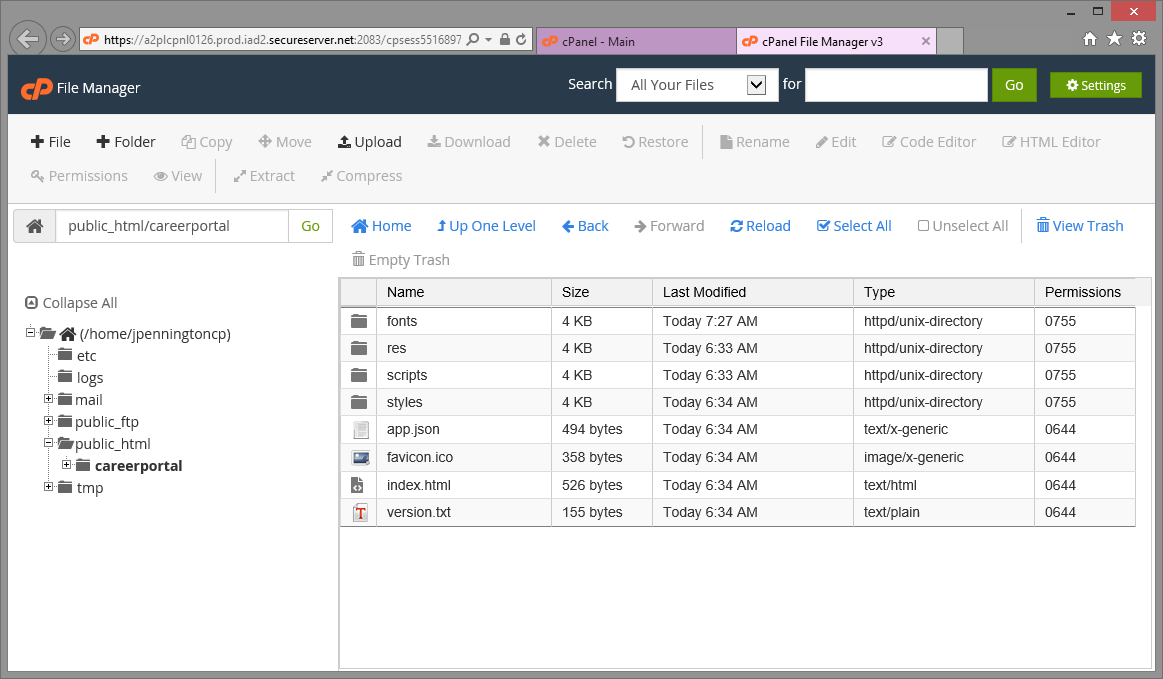 https://a2plcpnl0126.prod.iad2.secureserver.net:2083/cpsess5516897 cPanel - Main cPanel File Manager v3
cP File Manager Search All Your Files for Go Settings
File Folder Copy Move Upload Download Delete Restore Rename Edit Code Editor HTML Editor
Permissions View Extract Compress
public_html/careerportal Go Home Up One Level Back Forward Reload Select All Unselect All View Trash
Empty Trash
Collapse All
(/home/jpenningtoncp)
etc
logs
mail
public_ftp
public_html
careerportal
tmp
Name Size Last Modified Type Permissions
fonts 4 KB Today 7:27 AM httpd/unix-directory 0755
res 4 KB Today 6:33 AM httpd/unix-directory 0755
scripts 4 KB Today 6:33 AM httpd/unix-directory 0755
styles 4 KB Today 6:34 AM httpd/unix-directory 0755
app.json 494 bytes Today 6:34 AM text/x-generic 0644
favicon.ico 358 bytes Today 6:34 AM image/x-generic 0644
index.html 526 bytes Today 6:34 AM text/html 0644
version.txt 155 bytes Today 6:34 AM text/plain 0644